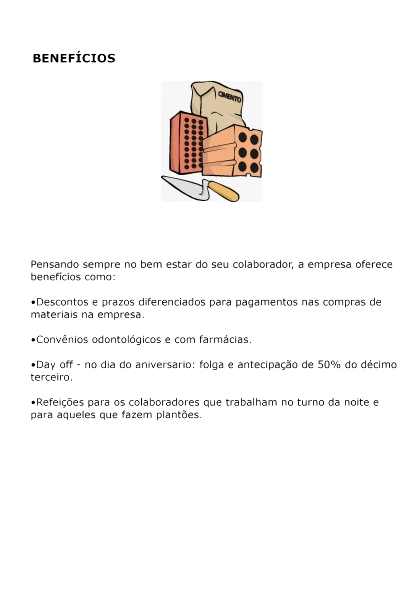 BENEFÍCIOS
CIMENTO
Pensando sempre no bem estar do seu colaborador, a empresa oferece
benefícios como:
•Descontos e prazos diferenciados para pagamentos nas compras de
materiais na empresa.
•Convênios odontológicos e com farmácias.
•Day off - no dia do aniversario: folga e antecipação de 50% do décimo
terceiro.
•Refeições para os colaboradores que trabalham no turno da noite e
para aqueles que fazem plantões.